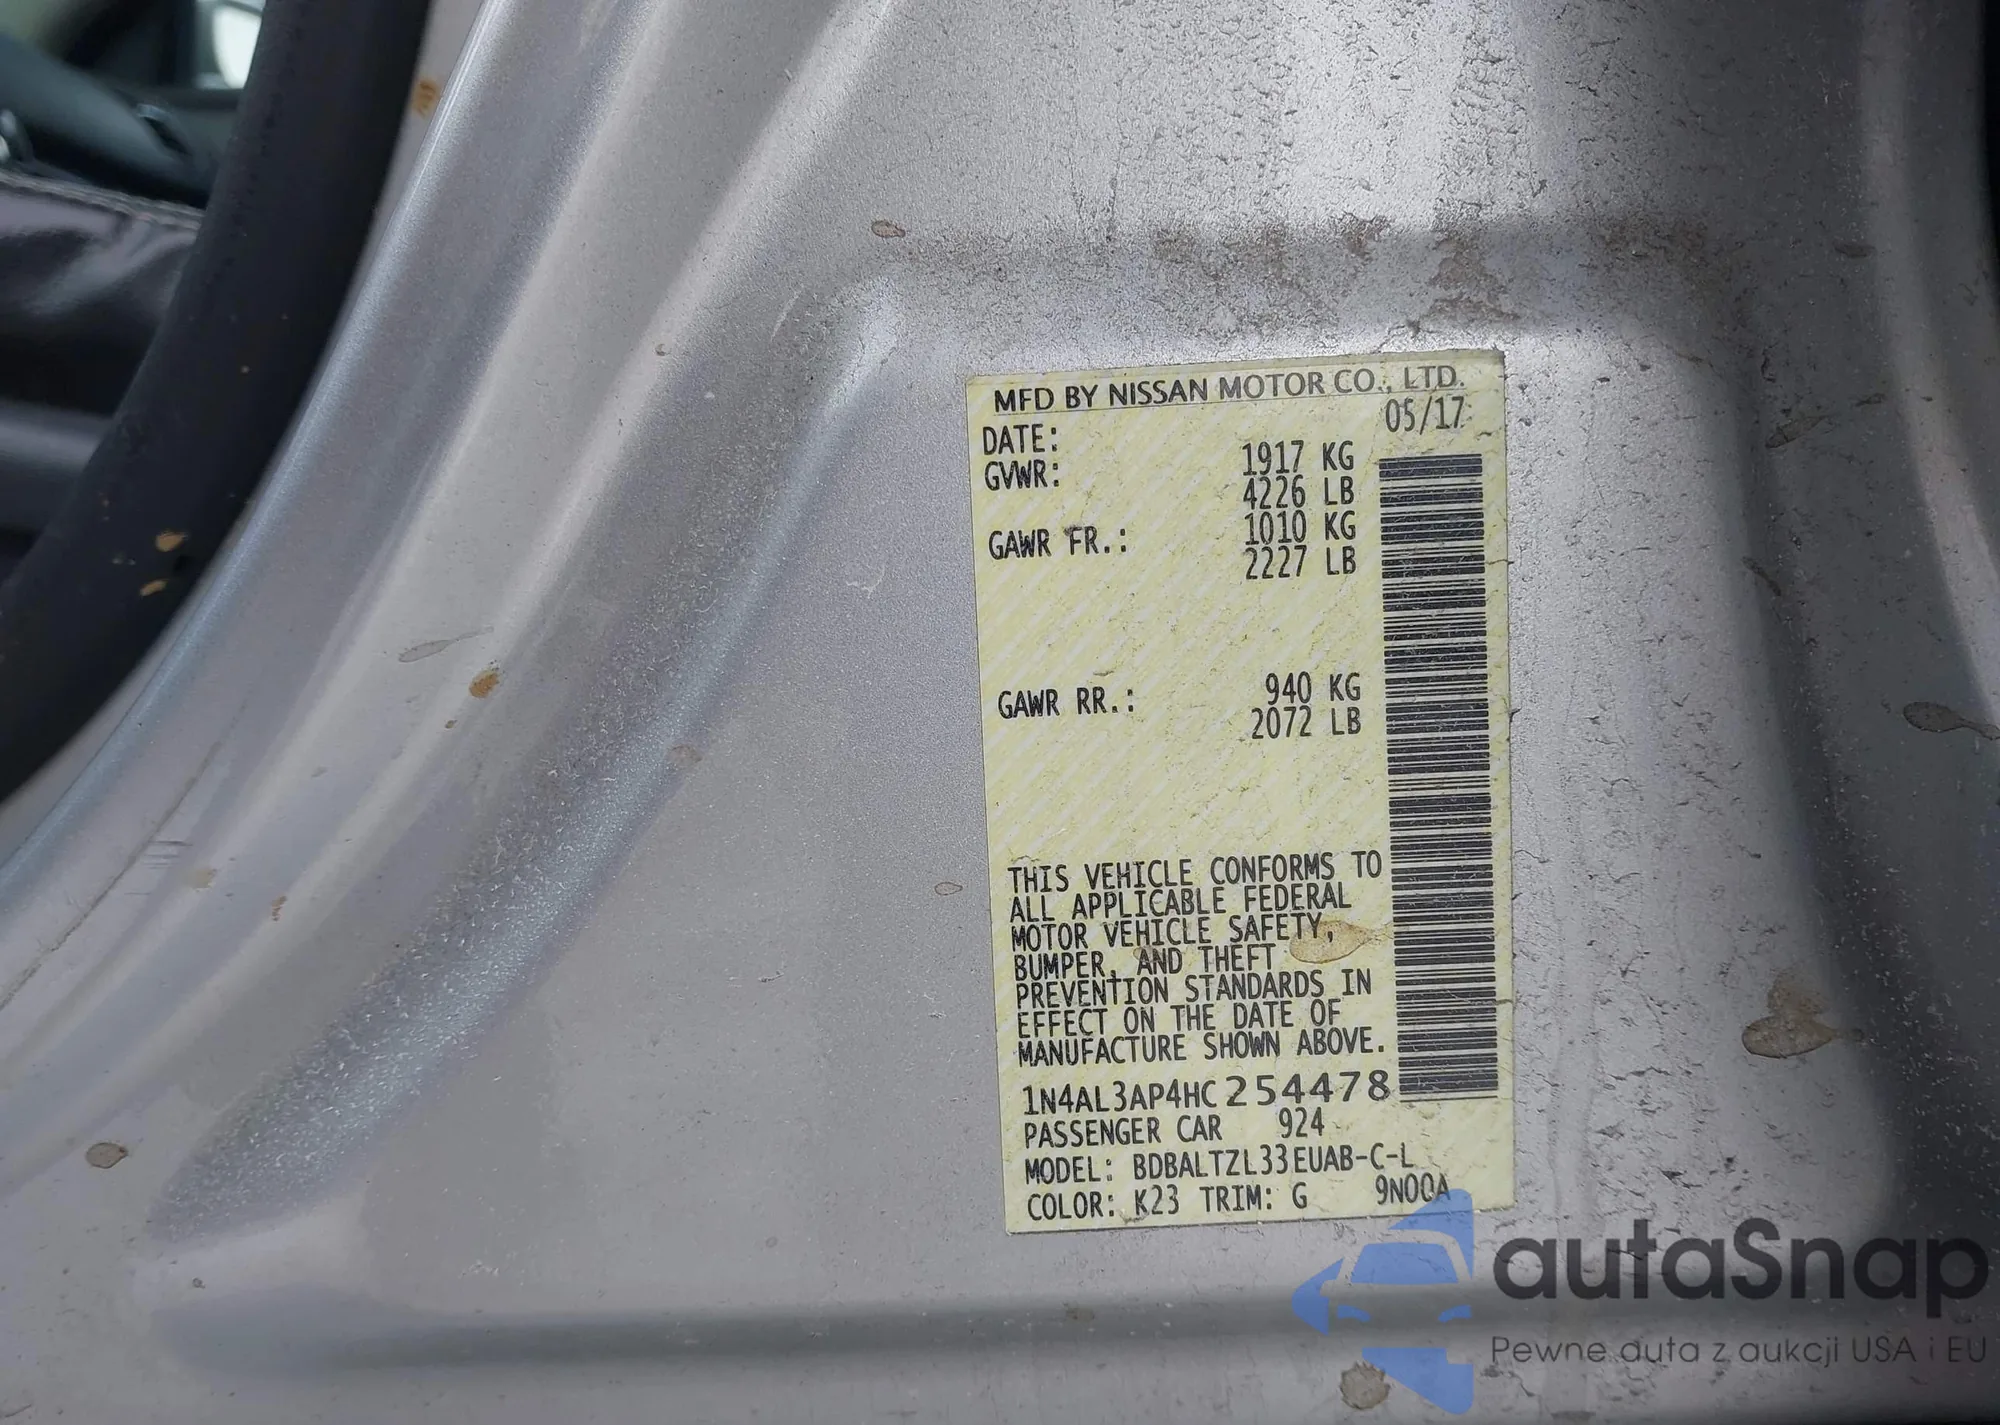 MFD BY NISSAN MOTOR CO., LTD.
DATE: 05/17
GVWR: 1917 KG
4226 LB
GAWR FR.: 1010 KG
2227 LB
GAWR RR.: 940 KG
2072 LB
THIS VEHICLE CONFORMS TO
ALL APPLICABLE FEDERAL
MOTOR VEHICLE SAFETY,
BUMPER, AND THEFT
PREVENTION STANDARDS IN
EFFECT ON THE DATE OF
MANUFACTURE SHOWN ABOVE.
1N4AL3AP4HC254478
PASSENGER CAR 924
MODEL: BDBALTZL33EUAB-C-L
COLOR: K23 TRIM: G 9N00A
autaSnap
Pewne auta z aukcji USA i EU